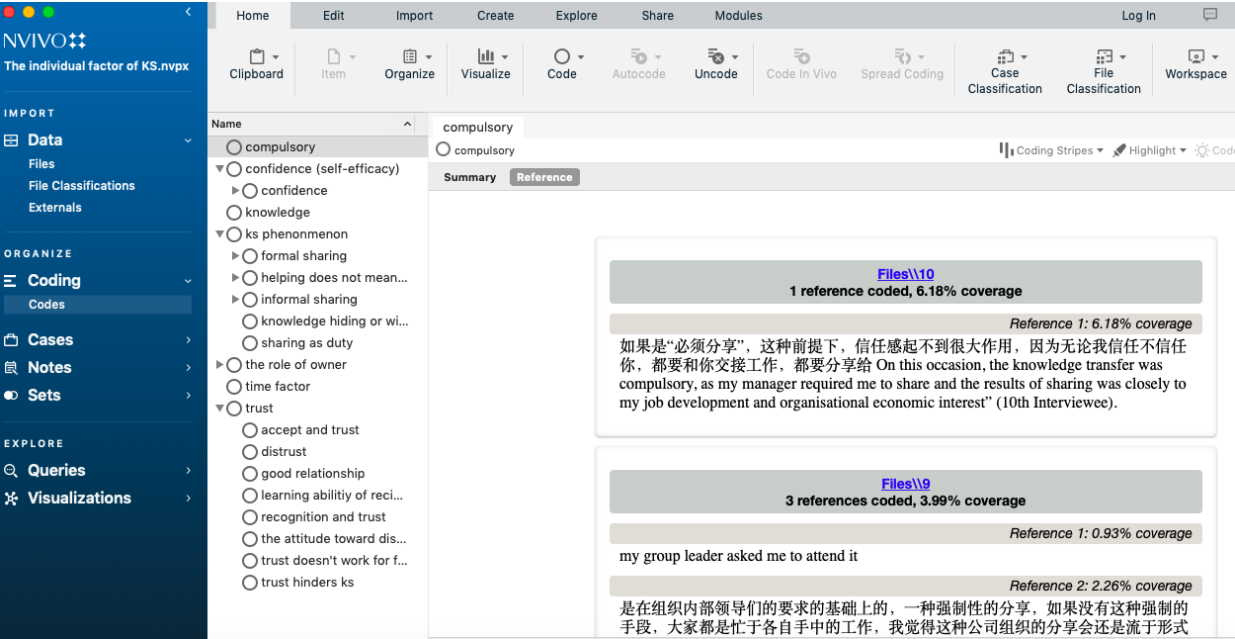 NVIVO
The individual factor of KS.nvpx
IMPORT
Data
Files
File Classifications
Externals
ORGANIZE
Coding
Codes
Cases
Notes
Sets
EXPLORE
Queries
Visualizations
Home Edit Import Create Explore Share Modules Log In
Clipboard Item Organize Visualize Code Autocode Uncode Code In Vivo Spread Coding Case Classification File Classification Workspace
Name
compulsory
confidence (self-efficacy)
confidence
knowledge
ks phenonmenon
formal sharing
helping does not mean...
informal sharing
knowledge hiding or wi...
sharing as duty
the role of owner
time factor
trust
accept and trust
distrust
good relationship
learning abilitiy of reci...
recognition and trust
the attitude toward dis...
trust doesn't work for f...
trust hinders ks
compulsory
compulsory
Coding Stripes Highlight Code
Summary Reference
Files\\10
1 reference coded, 6.18% coverage
Reference 1: 6.18% coverage
如果是“必须分享”，这种前提下，信任感起不到很大作用，因为无论我信任不信任
你，都要和你交接工作，都要分享给 On this occasion, the knowledge transfer was
compulsory, as my manager required me to share and the results of sharing was closely to
my job development and organisational economic interest” (10th Interviewee).
Files\\9
3 references coded, 3.99% coverage
Reference 1: 0.93% coverage
my group leader asked me to attend it
Reference 2: 2.26% coverage
是在组织内部领导们的要求的基础上的，一种强制性的分享，如果没有这种强制的
手段，大家都是忙于各自手中的工作，我觉得这种公司组织的分享会还是流于形式